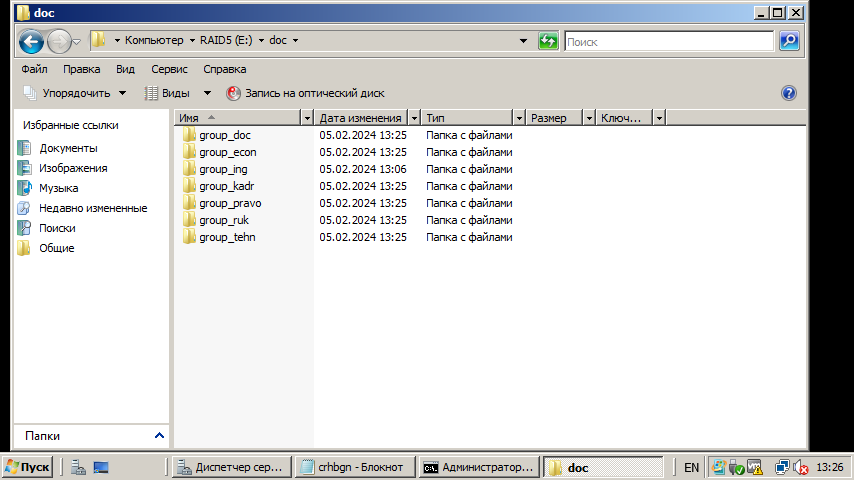 doc
Компьютер RAID5 (E:) doc
Поиск
Файл Правка Вид Сервис Справка
Упорядочить Виды Запись на оптический диск
Избранные ссылки
Документы
Изображения
Музыка
Недавно измененные
Поиски
Общие
Папки
Имя Дата изменения Тип Размер Ключ...
group_doc 05.02.2024 13:25 Папка с файлами
group_econ 05.02.2024 13:25 Папка с файлами
group_ing 05.02.2024 13:06 Папка с файлами
group_kadr 05.02.2024 13:25 Папка с файлами
group_pravo 05.02.2024 13:25 Папка с файлами
group_ruk 05.02.2024 13:25 Папка с файлами
group_tehn 05.02.2024 13:25 Папка с файлами
Пуск Диспетчер сер... crhbgn - Блокнот Администратор... doc EN 13:26